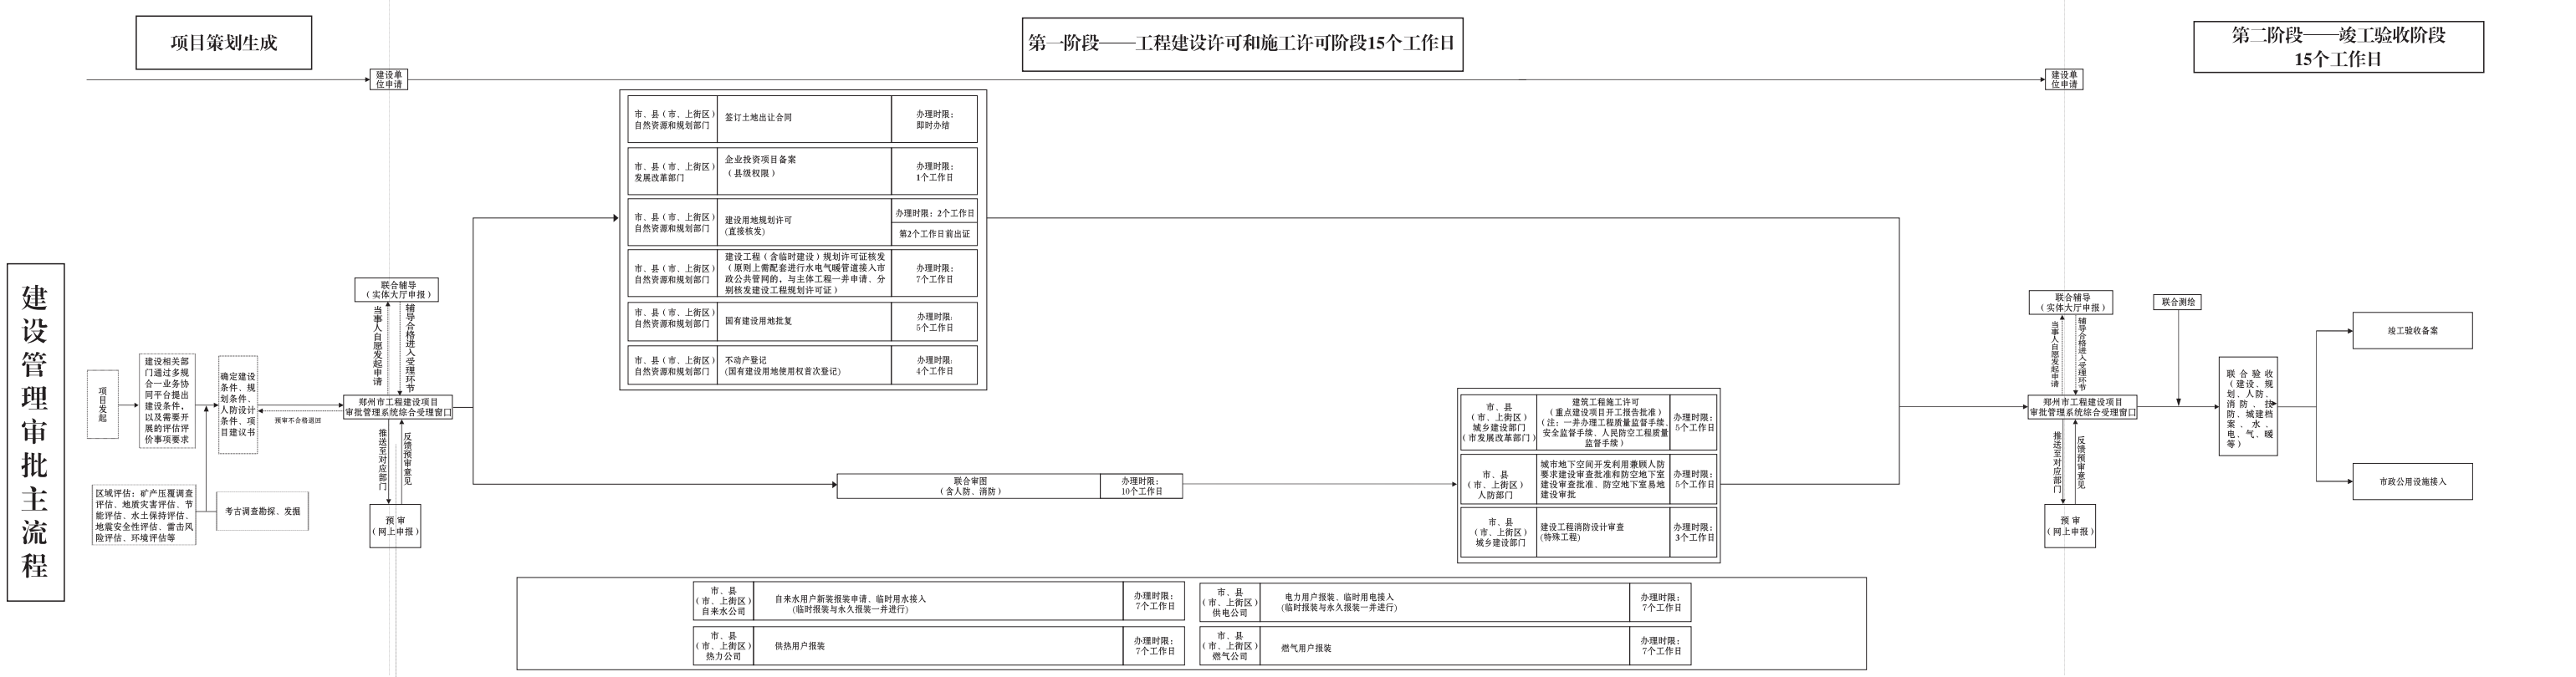 建设管理审批主流程
项目策划生成
第一阶段——工程建设许可和施工许可阶段15个工作日
第二阶段——竣工验收阶段
15个工作日
建设单
位申请
建设单
位申请
项目发起
建设相关部
门通过多规
合一业务协
同平台提出
建设条件，
以及需要开
展的评估评
价事项要求
确定建设
条件、规
划条件、
人防设计
条件、项
目建议书
区域评估：矿产压覆调查
评估、地质灾害评估、节
能评估、水土保持评估、
地震安全性评估、雷击风
险评估、环境评估等
考古调查勘探、发掘
预审不合格退回
联合辅导
（实体大厅申报）
当事人自愿发起申请
辅导合格进入受理环节
郑州市工程建设项目
审批管理系统综合受理窗口
推送至对应部门
反馈预审意见
预 审
（网上申报）
市、县（市、上街区）
自然资源和规划部门
签订土地出让合同
办理时限：
即时办结
市、县（市、上街区）
发展改革部门
企业投资项目备案
（县级权限）
办理时限：
1个工作日
市、县（市、上街区）
自然资源和规划部门
建设用地规划许可
(直接核发)
办理时限：2个工作日
第2个工作日前出证
市、县（市、上街区）
自然资源和规划部门
建设工程（含临时建设）规划许可证核发
（原则上需配套进行水电气暖管道接入市
政公共管网的，与主体工程一并申请、分
别核发建设工程规划许可证）
办理时限：
7个工作日
市、县（市、上街区）
自然资源和规划部门
国有建设用地批复
办理时限:
5个工作日
市、县（市、上街区）
自然资源和规划部门
不动产登记
(国有建设用地使用权首次登记)
办理时限:
4个工作日
联合审图
（含人防、消防）
办理时限：
10个工作日
市、县
（市、上街区）
城乡建设部门
（市发展改革部门）
建筑工程施工许可
（重点建设项目开工报告批准）
（注：一并办理工程质量监督手续、
安全监督手续、人民防空工程质量
监督手续）
办理时限：
5个工作日
市、县
（市、上街区）
人防部门
城市地下空间开发利用兼顾人防
要求建设审查批准和防空地下室
建设审查批准、防空地下室易地
建设审批
办理时限：
5个工作日
市、县
（市、上街区）
城乡建设部门
建设工程消防设计审查
(特殊工程)
办理时限：
3个工作日
市、县
（市、上街区）
自来水公司
自来水用户新装报装申请、临时用水接入
(临时报装与永久报装一并进行)
办理时限：
7个工作日
市、县
（市、上街区）
供电公司
电力用户报装、临时用电接入
(临时报装与永久报装一并进行)
办理时限：
7个工作日
市、县
（市、上街区）
热力公司
供热用户报装
办理时限：
7个工作日
市、县
（市、上街区）
燃气公司
燃气用户报装
办理时限：
7个工作日
联合辅导
（实体大厅申报）
当事人自愿发起申请
辅导合格进入受理环节
郑州市工程建设项目
审批管理系统综合受理窗口
推送至对应部门
反馈预审意见
预 审
（网上申报）
联合测绘
联 合 验 收
（建设、规
划、人防、
消 防 、 技
防、城建档
案 、 水 、
电、气、暖
等）
竣工验收备案
市政公用设施接入